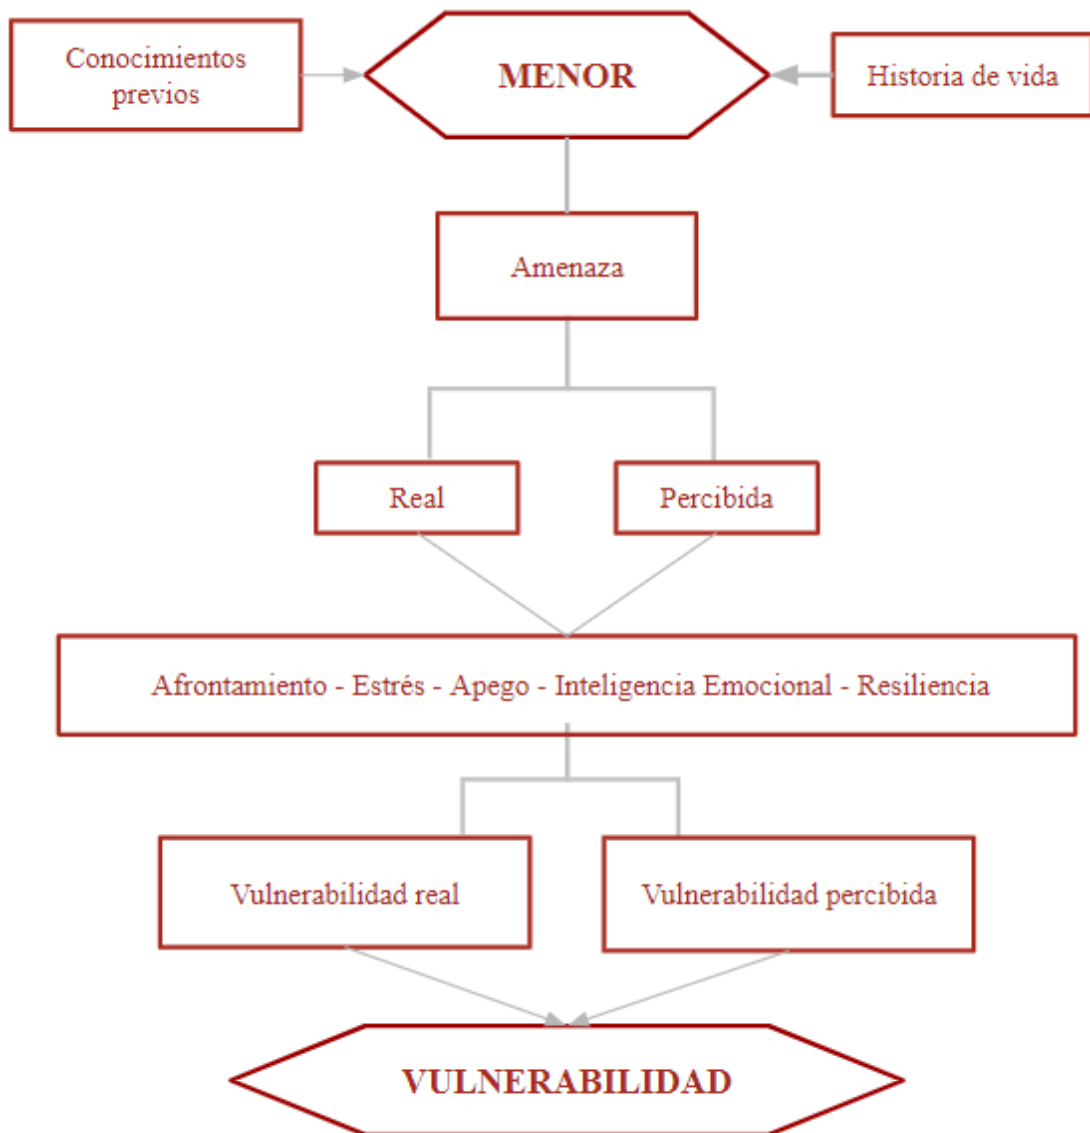 Conocimientos
previos
MENOR
Historia de vida
Amenaza
Real
Percibida
Afrontamiento - Estrés - Apego - Inteligencia Emocional - Resiliencia
Vulnerabilidad real
Vulnerabilidad percibida
VULNERABILIDAD